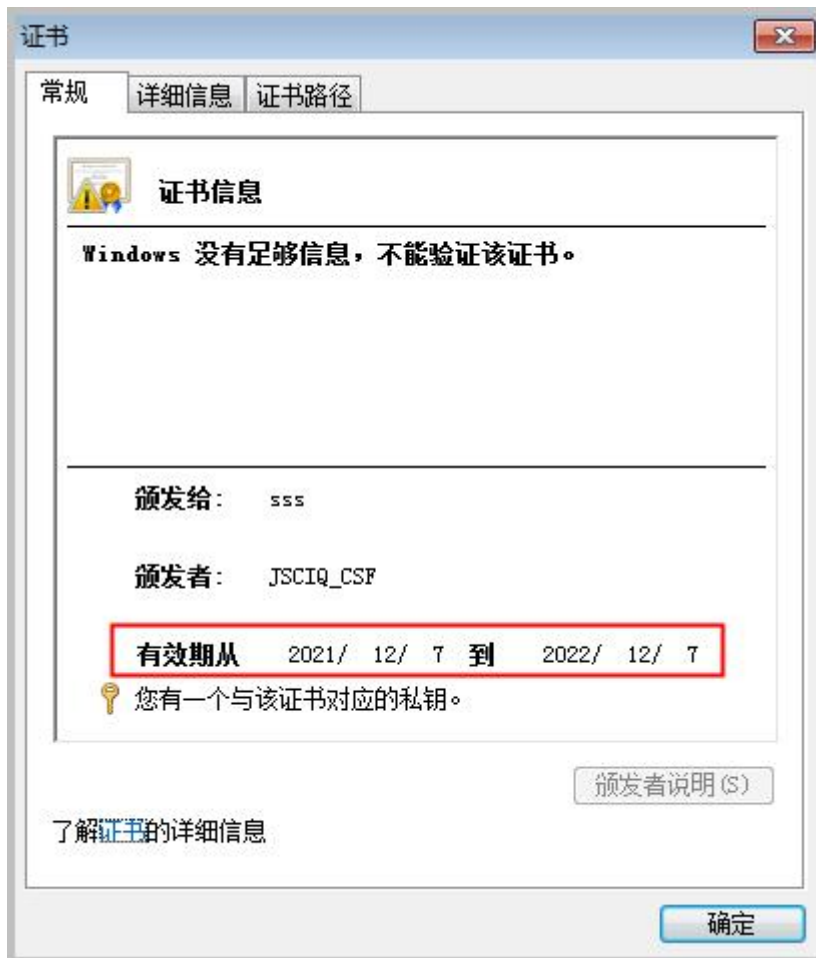 证书
常规 详细信息 证书路径
证书信息
Windows 没有足够信息，不能验证该证书。
颁发给： sss
颁发者： JSCIQ_CSF
有效期从 2021/ 12/ 7 到 2022/ 12/ 7
您有一个与该证书对应的私钥。
颁发者说明(S)
了解证书的详细信息
确定